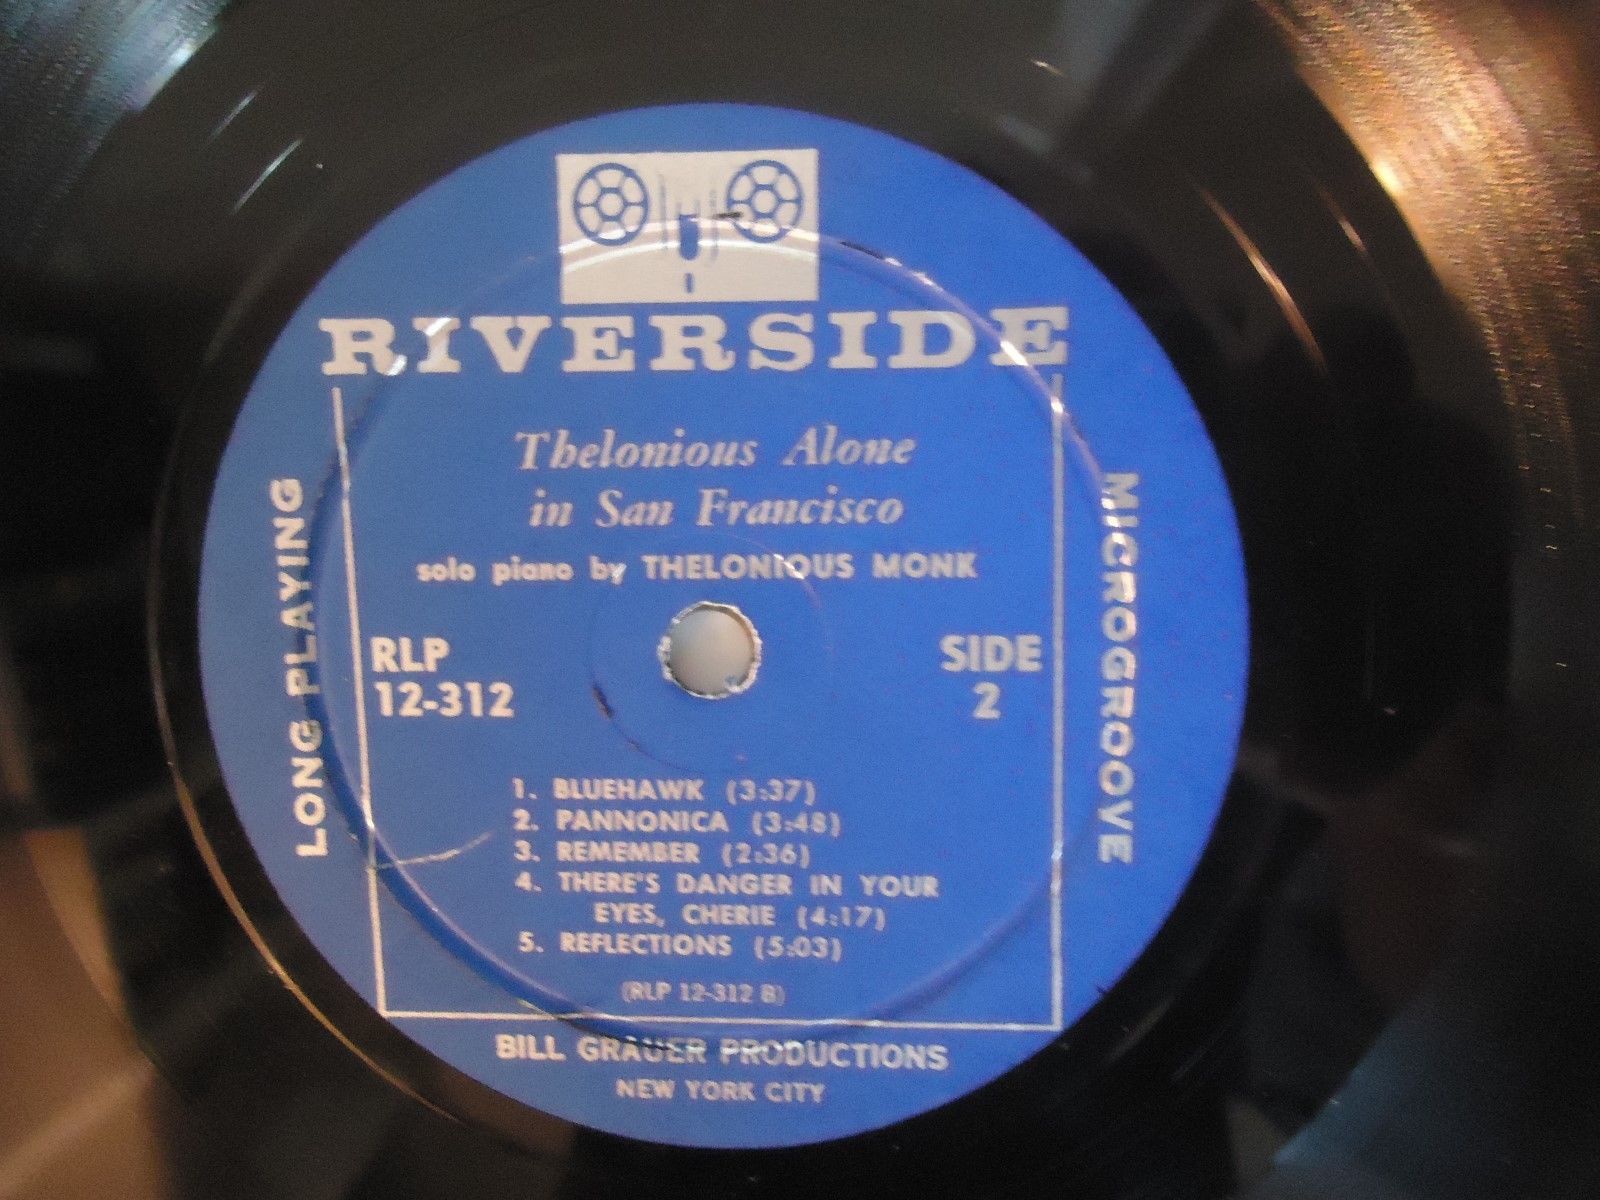 RIVERSIDE
Thelonious Alone
in San Francisco
solo piano by THELONIOUS MONK
RLP
12-312
SIDE
2
LONG PLAYING
MICROGROOVE
1. BLUEHAWK (3:37)
2. PANNONICA (3:48)
3. REMEMBER (2:36)
4. THERE'S DANGER IN YOUR
EYES, CHERIE (4:17)
5. REFLECTIONS (5:03)
(RLP 12-312 B)
BILL GRAUER PRODUCTIONS
NEW YORK CITY